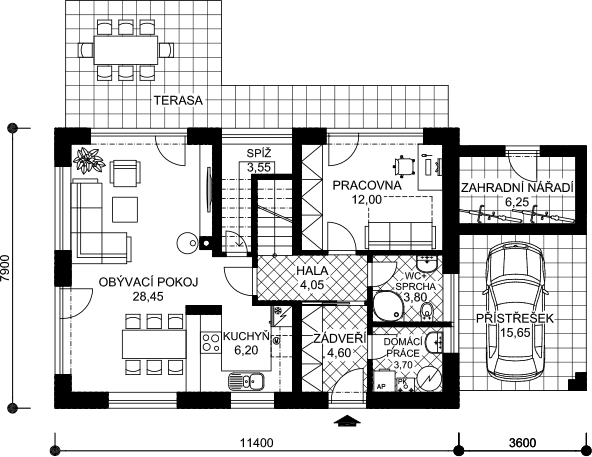 TERASA
SPÍŽ
3,55
PRACOVNA
12,00
ZAHRADNÍ NÁŘADÍ
6,25
OBÝVACÍ POKOJ
28,45
HALA
4,05
WC+
SPRCHA
3,80
PŘÍSTŘEŠEK
15,65
KUCHYŇ
6,20
ZÁDVEŘÍ
4,60
DOMÁCÍ
PRÁCE
3,70
AP
PK
7900
11400
3600